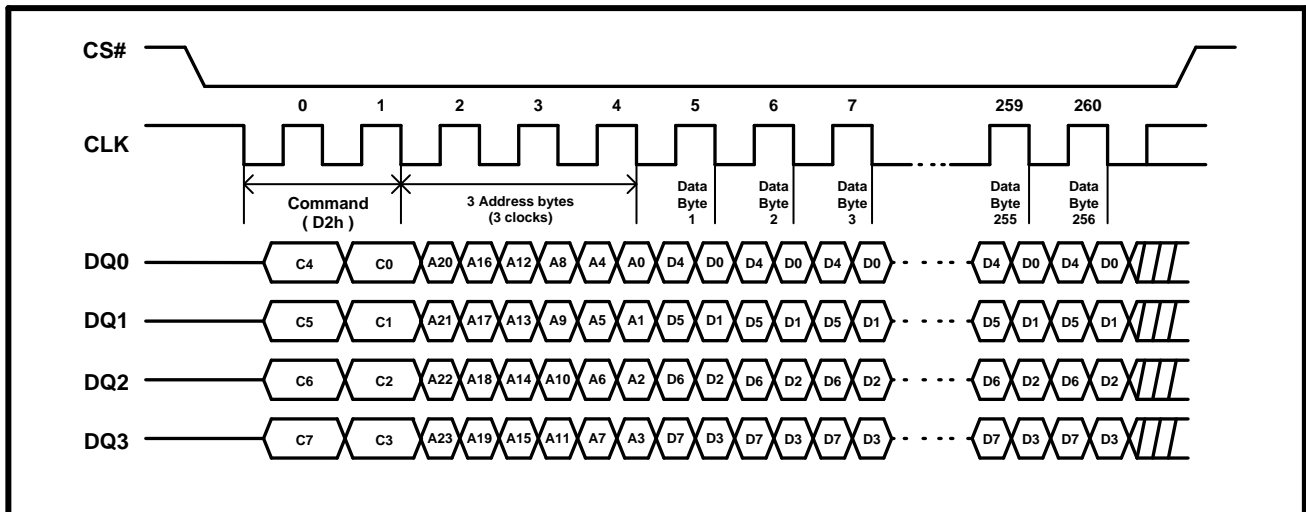 CS#
0 1 2 3 4 5 6 7 259 260
CLK
Command
( D2h )
3 Address bytes
(3 clocks)
Data
Byte
1
Data
Byte
2
Data
Byte
3
Data
Byte
255
Data
Byte
256
DQ0 C4 C0 A20 A16 A12 A8 A4 A0 D4 D0 D4 D0 D4 D0 D4 D0 D4 D0
DQ1 C5 C1 A21 A17 A13 A9 A5 A1 D5 D1 D5 D1 D5 D1 D5 D1 D5 D1
DQ2 C6 C2 A22 A18 A14 A10 A6 A2 D6 D2 D6 D2 D6 D2 D6 D2 D6 D2
DQ3 C7 C3 A23 A19 A15 A11 A7 A3 D7 D3 D7 D3 D7 D3 D7 D3 D7 D3